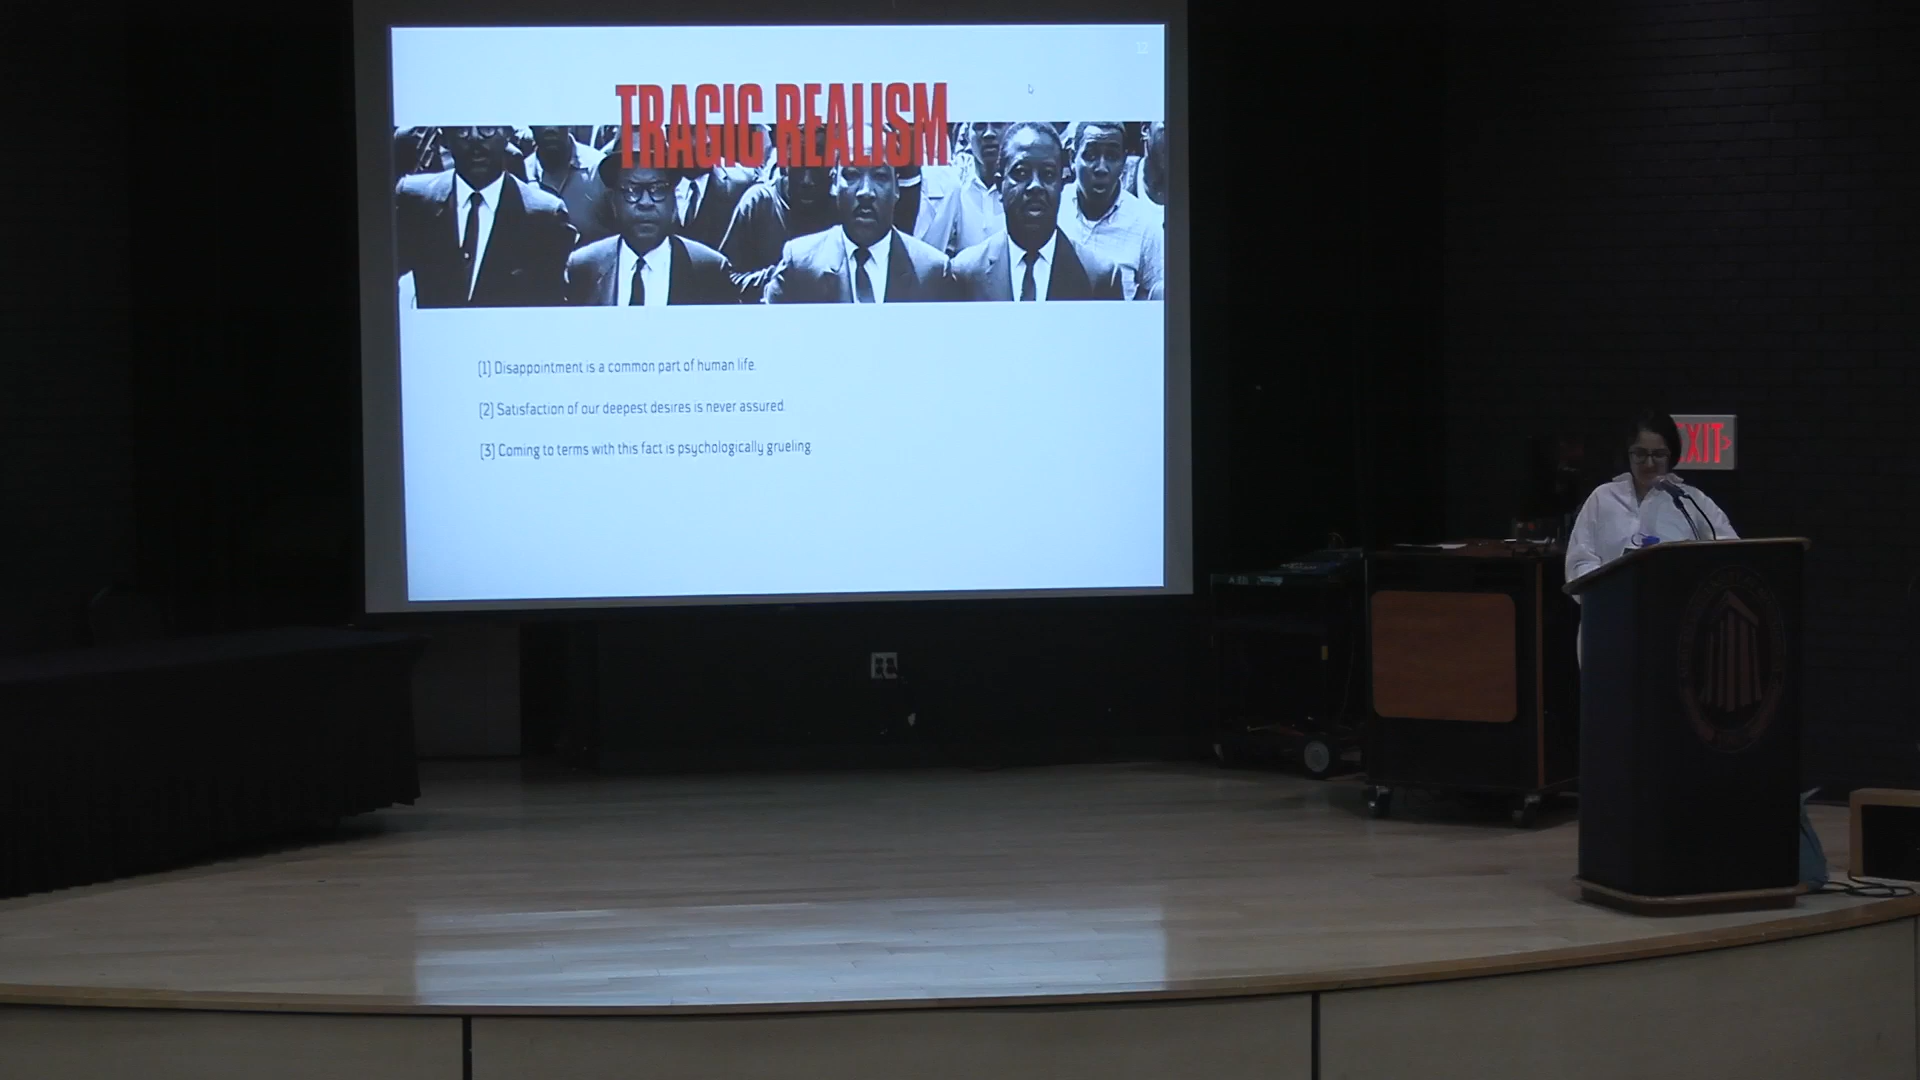 12
TRAGIC REALISM
(1) Disappointment is a common part of human life.
(2) Satisfaction of our deepest desires is never assured.
(3) Coming to terms with this fact is psychologically grueling.
EXIT